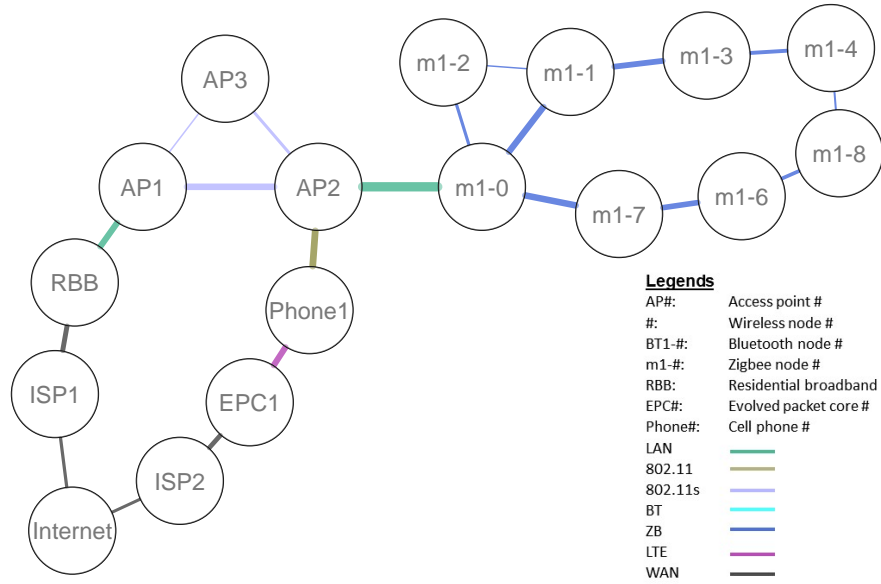 AP3
m1-2
m1-1
m1-3
m1-4
m1-8
AP1
AP2
m1-0
m1-7
m1-6
RBB
Phone1
ISP1
EPC1
ISP2
Internet
Legends
AP#: Access point #
#: Wireless node #
BT1-#: Bluetooth node #
m1-#: Zigbee node #
RBB: Residential broadband
EPC#: Evolved packet core #
Phone#: Cell phone #
LAN
802.11
802.11s
BT
ZB
LTE
WAN